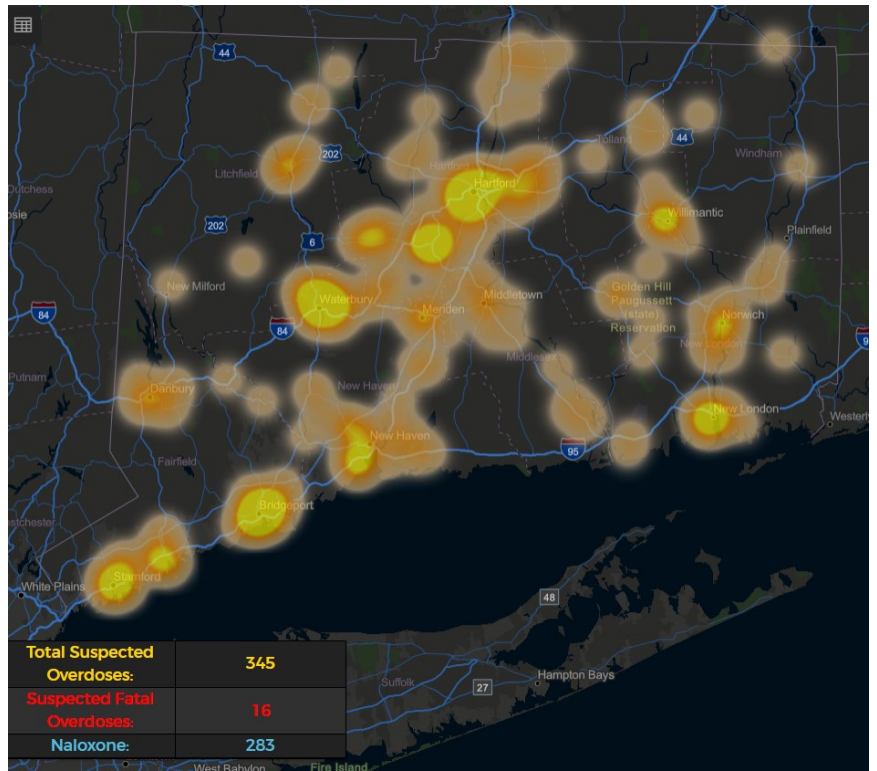 44
202
Litchfield
Hartford
Tolland
44
Windham
Dutchess
Hartford
202
6
Willimantic
Plainfield
New Milford
Waterbury
Meriden
Middletown
Golden Hill
Paugussett
(state)
Reservation
Norwich
84
84
New London
Middlesex
Putnam
Danbury
New Haven
New London
Westerly
New Haven
95
Fairfield
Bridgeport
Stamford
White Plains
48
Suffolk
27
Hampton Bays
West Babylon
Fire Island
Total Suspected
Overdoses:
345
Suspected Fatal
Overdoses:
16
Naloxone:
283